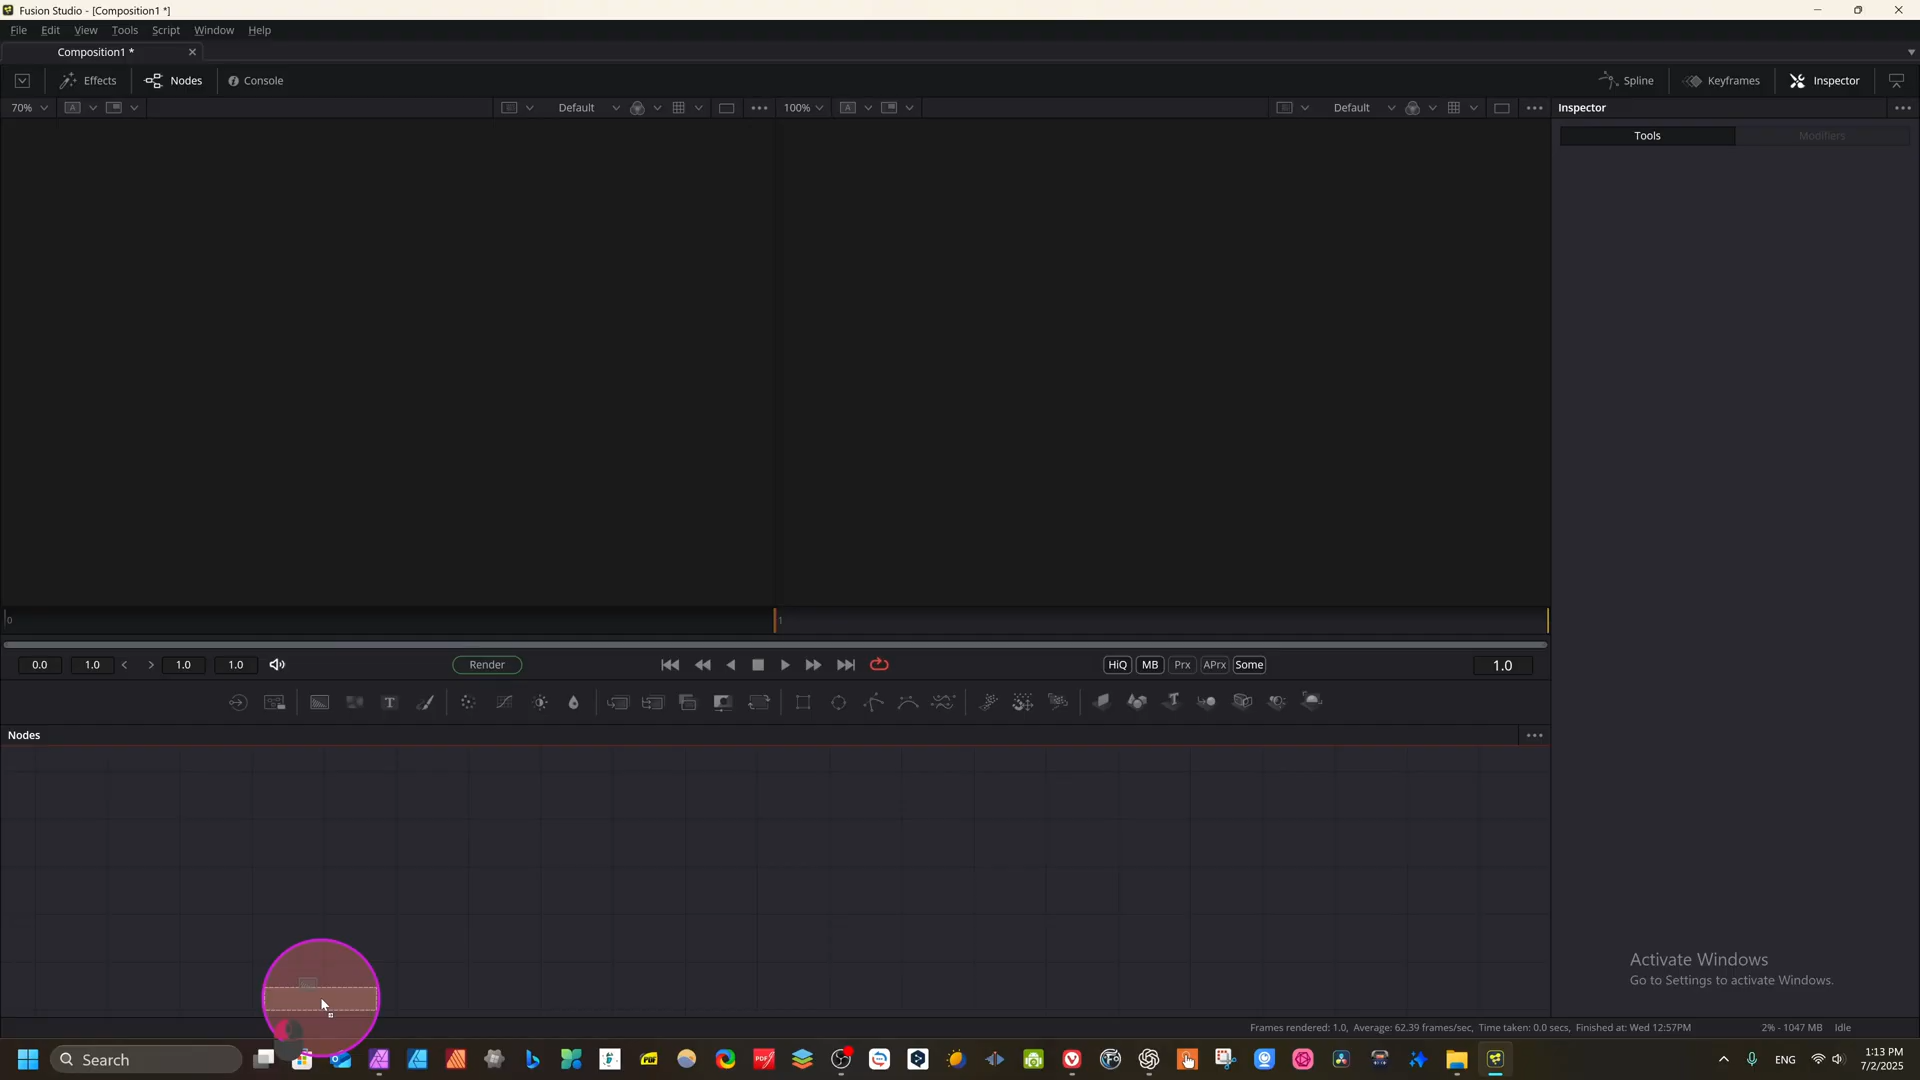 Fusion Studio - [Composition1 *]
File Edit View Tools Script Window Help
Composition1 *
Effects Nodes Console Spline Keyframes Inspector
70% A Default 100% A Default Inspector
Tools Modifiers
0 1
0.0 1.0 1.0 1.0 Render HiQ MB Prx APrx Some 1.0
T T
Nodes
Activate Windows
Go to Settings to activate Windows.
Frames rendered: 1.0, Average: 62.39 frames/sec, Time taken: 0.0 secs, Finished at: Wed 12:57PM 2% - 1047 MB Idle
Search ENG 1:13 PM
7/2/2025